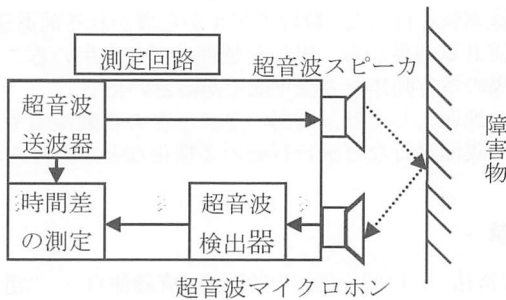 測定回路
超音波スピーカ
超音波
送波器
障害物
時間差
の測定
超音波
検出器
超音波マイクロホン